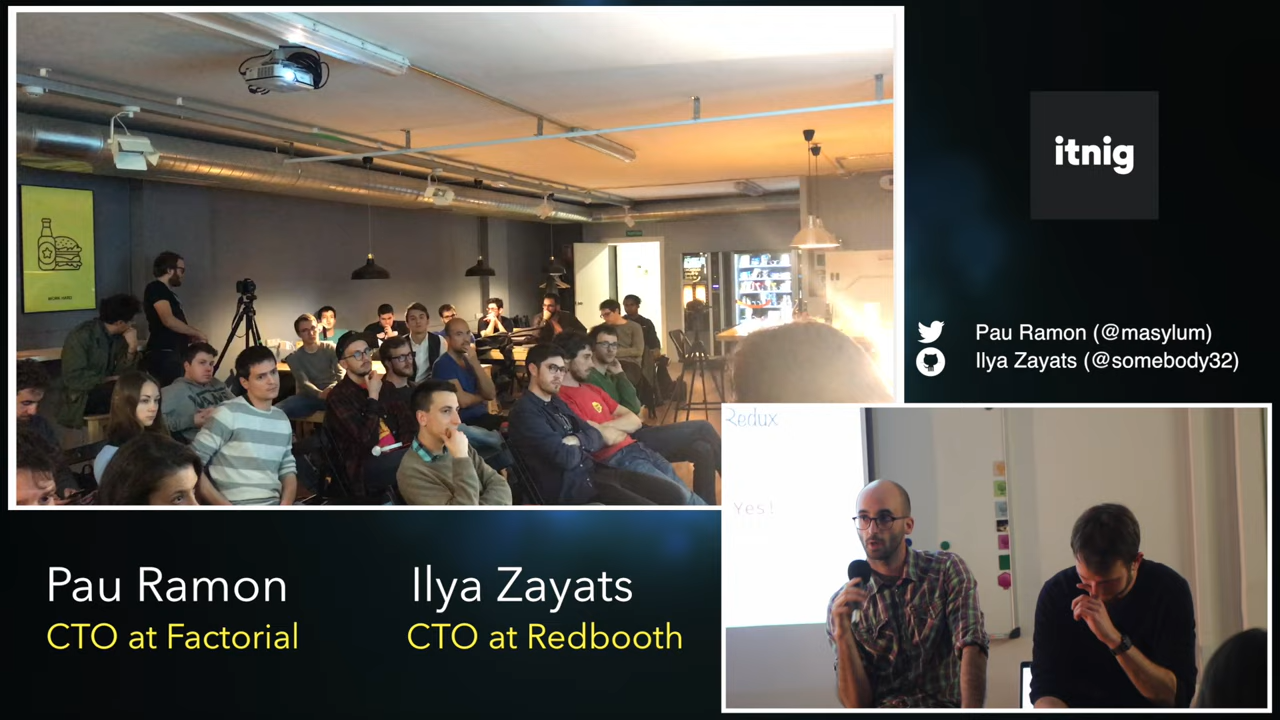 itnig
Pau Ramon (@masylum)
Ilya Zayats (@somebody32)
Redux
Yes!
Pau Ramon
CTO at Factorial
Ilya Zayats
CTO at Redbooth